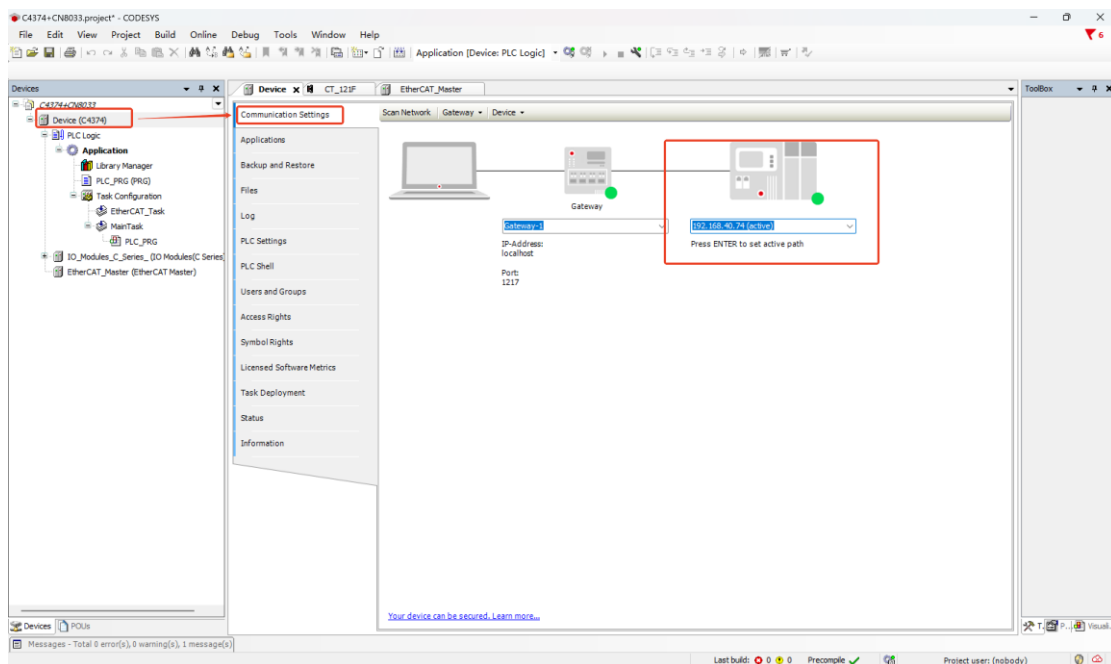 C4374+CN8033.project* - CODESYS
File Edit View Project Build Online Debug Tools Window Help
6
Application [Device: PLC Logic]
Devices
Device
CT_121F
EtherCAT_Master
ToolBox
C4374+CN8033
Device (C4374)
PLC Logic
Application
Library Manager
PLC_PRG (PRG)
Task Configuration
EtherCAT_Task
MainTask
PLC_PRG
IO_Modules_C_Series_ (IO Modules(C Series
EtherCAT_Master (EtherCAT Master)
Communication Settings
Applications
Backup and Restore
Files
Log
PLC Settings
PLC Shell
Users and Groups
Access Rights
Symbol Rights
Licensed Software Metrics
Task Deployment
Status
Information
Scan Network Gateway Device
Gateway
Gateway-1
IP-Address:
localhost
Port:
1217
192.168.40.74 (active)
Press ENTER to set active path
Your device can be secured. Learn more...
Devices POUs
T. P... Visuali.
Messages - Total 0 error(s), 0 warning(s), 1 message(s)
Last build: 0 0 Precompile Project user: (nobody)